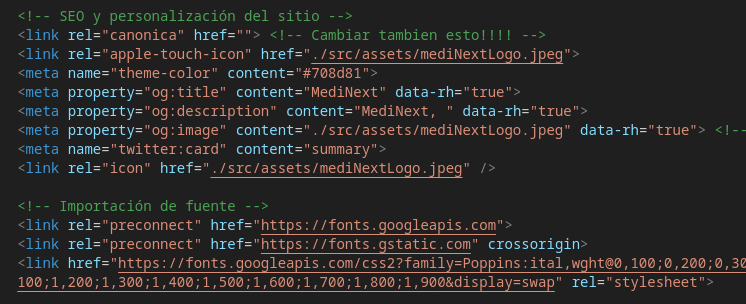 <!-- SEO y personalización del sitio -->
<link rel="canonica" href=""> <!-- Cambiar tambien esto!!!! -->
<link rel="apple-touch-icon" href="./src/assets/mediNextLogo.jpeg">
<meta name="theme-color" content="#708d81">
<meta property="og:title" content="MediNext" data-rh="true">
<meta property="og:description" content="MediNext, " data-rh="true">
<meta property="og:image" content="./src/assets/mediNextLogo.jpeg" data-rh="true"> <!--
<meta name="twitter:card" content="summary">
<link rel="icon" href="./src/assets/mediNextLogo.jpeg" />
<!-- Importación de fuente -->
<link rel="preconnect" href="https://fonts.googleapis.com">
<link rel="preconnect" href="https://fonts.gstatic.com" crossorigin>
<link href="https://fonts.googleapis.com/css2?family=Poppins:ital,wght@0,100;0,200;0,30
100;1,200;1,300;1,400;1,500;1,600;1,700;1,800;1,900&display=swap" rel="stylesheet">